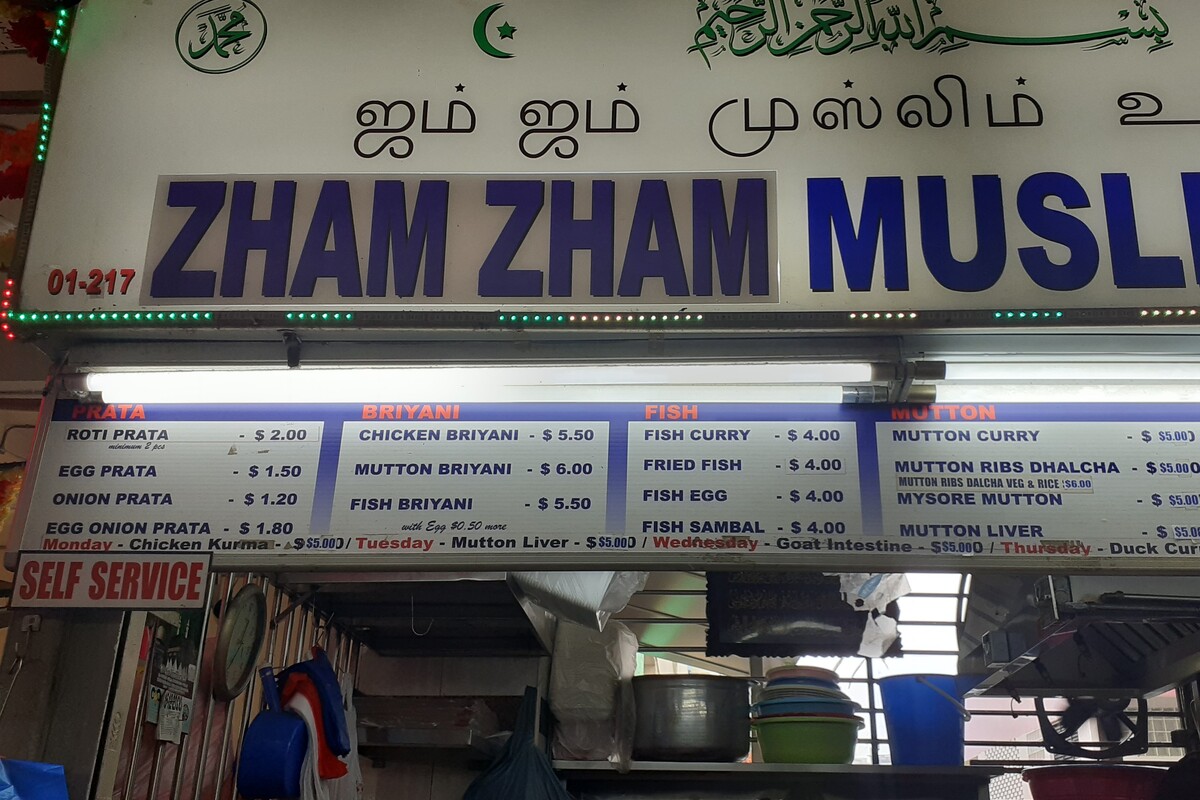 محمد
بسم الله الرحمن الرحيم
ஜம் ஜம் முஸ்லிம் உ
01-217 ZHAM ZHAM MUSLI
PRATA
ROTI PRATA - $ 2.00
minimum 2 pcs
EGG PRATA - $ 1.50
ONION PRATA - $ 1.20
EGG ONION PRATA - $ 1.80
BRIYANI
CHICKEN BRIYANI - $ 5.50
MUTTON BRIYANI - $ 6.00
FISH BRIYANI - $ 5.50
with Egg $0.50 more
FISH
FISH CURRY - $ 4.00
FRIED FISH - $ 4.00
FISH EGG - $ 4.00
FISH SAMBAL - $ 4.00
MUTTON
MUTTON CURRY - $ $5.00
MUTTON RIBS DHALCHA - $ $5.00
MUTTON RIBS DALCHA VEG & RICE $6.00
MYSORE MUTTON - $ $5.00
MUTTON LIVER - $ $5.0
Monday - Chicken Kurma - $ $5.00 / Tuesday - Mutton Liver - $ $5.00 / Wednesday - Goat Intestine - $ $5.00 / Thursday - Duck Cur
SELF SERVICE